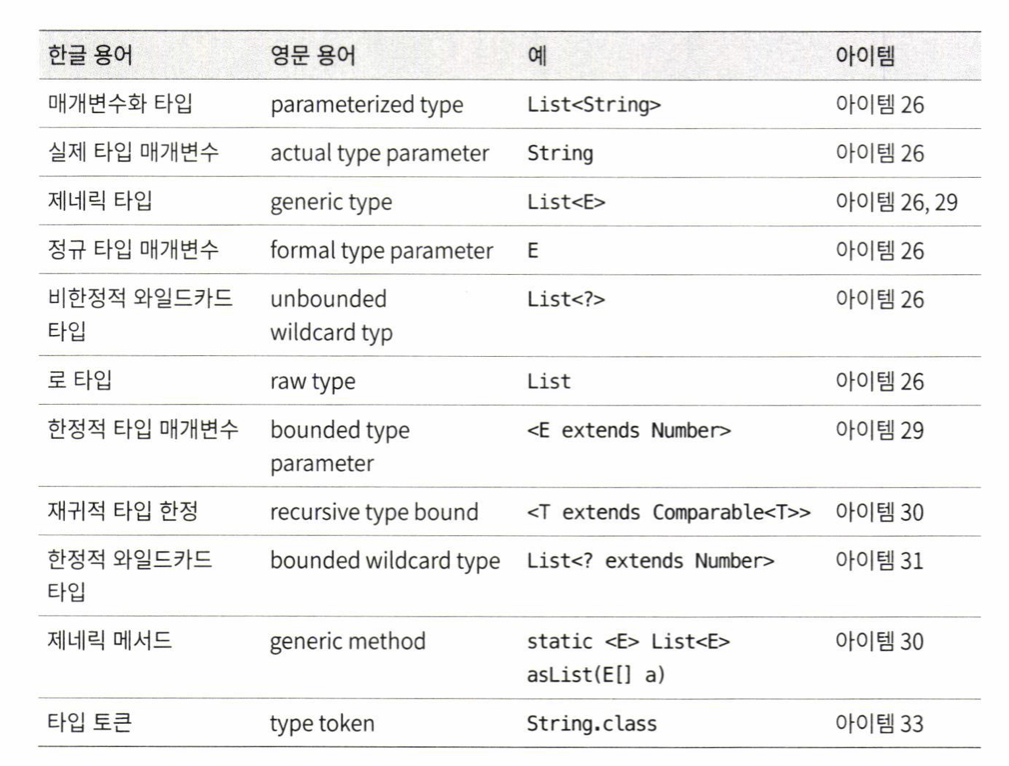 한글 용어 영문 용어 예 아이템
매개변수화 타입 parameterized type List<String> 아이템 26
실제 타입 매개변수 actual type parameter String 아이템 26
제네릭 타입 generic type List<E> 아이템 26, 29
정규 타입 매개변수 formal type parameter E 아이템 26
비한정적 와일드카드 unbounded List<?> 아이템 26
타입 wildcard typ
로 타입 raw type List 아이템 26
한정적 타입 매개변수 bounded type <E extends Number> 아이템 29
parameter
재귀적 타입 한정 recursive type bound <T extends Comparable<T>> 아이템 30
한정적 와일드카드 bounded wildcard type List<? extends Number> 아이템 31
타입
제네릭 메서드 generic method static <E> List<E> 아이템 30
asList(E[] a)
타입 토큰 type token String.class 아이템 33